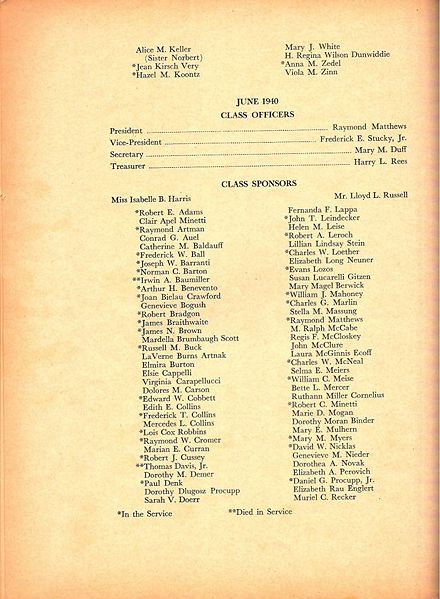 Alice M. Keller
(Sister Norbert)
*Jean Kirsch Very
*Hazel M. Koontz
Mary J. White
H. Regina Wilson Dunwiddie
*Anna M. Zedel
Viola M. Zinn
JUNE 1940
CLASS OFFICERS
President ........ Raymond Matthews
Vice-President ........ Frederick E. Stucky, Jr.
Secretary ........ Mary M. Duff
Treasurer ........ Harry L. Rees
CLASS SPONSORS
Miss Isabelle B. Harris
Mr. Lloyd L. Russell
*Robert E. Adams
Clair Apel Minetti
*Raymond Artman
Conrad G. Auel
Catherine M. Baldauff
*Frederick W. Ball
*Joseph W. Barranti
*Norman C. Barton
**Irwin A. Baumiller
*Arthur H. Benevento
*Joan Bielau Crawford
Genevieve Bogush
*Robert Bradgon
*James Braithwaite
*James N. Brown
Mardella Brumbaugh Scott
*Russell M. Buck
LaVerne Burns Artnak
Elmira Burton
Elsie Cappelli
Virginia Carapellucci
Dolores M. Carson
*Edward W. Cobbett
Edith E. Collins
*Frederick T. Collins
Mercedes L. Collins
*Lois Cox Robbins
*Raymond W. Cromer
Marian E. Curran
*Robert J. Cussey
**Thomas Davis, Jr.
Dorothy M. Demer
*Paul Denk
Dorothy Dlugosz Procupp
Sarah V. Doerr
Fernanda F. Lappa
*John T. Leindecker
Helen M. Leise
*Robert A. Leroch
Lillian Lindsay Stein
*Charles W. Loether
Elizabeth Long Neuner
*Evans Lozos
Susan Lucarelli Gitzen
Mary Magel Berwick
*William J. Mahoney
*Charles G. Marlin
Stella M. Massung
*Raymond Matthews
M. Ralph McCabe
Regis F. McCloskey
John McClure
Laura McGinnis Ecoff
*Charles W. McNeal
Selma E. Meiers
*William C. Meise
Bette L. Mercer
Ruthann Miller Cornelius
*Robert C. Minetti
Marie D. Mogan
Dorothy Moran Binder
Mary E. Mulhern
*Mary M. Myers
*David W. Nicklas
Genevieve M. Nieder
Dorothea A. Novak
Elizabeth A. Perovich
*Daniel G. Procupp, Jr.
Elizabeth Rau Englert
Muriel C. Recker
*In the Service
**Died in Service